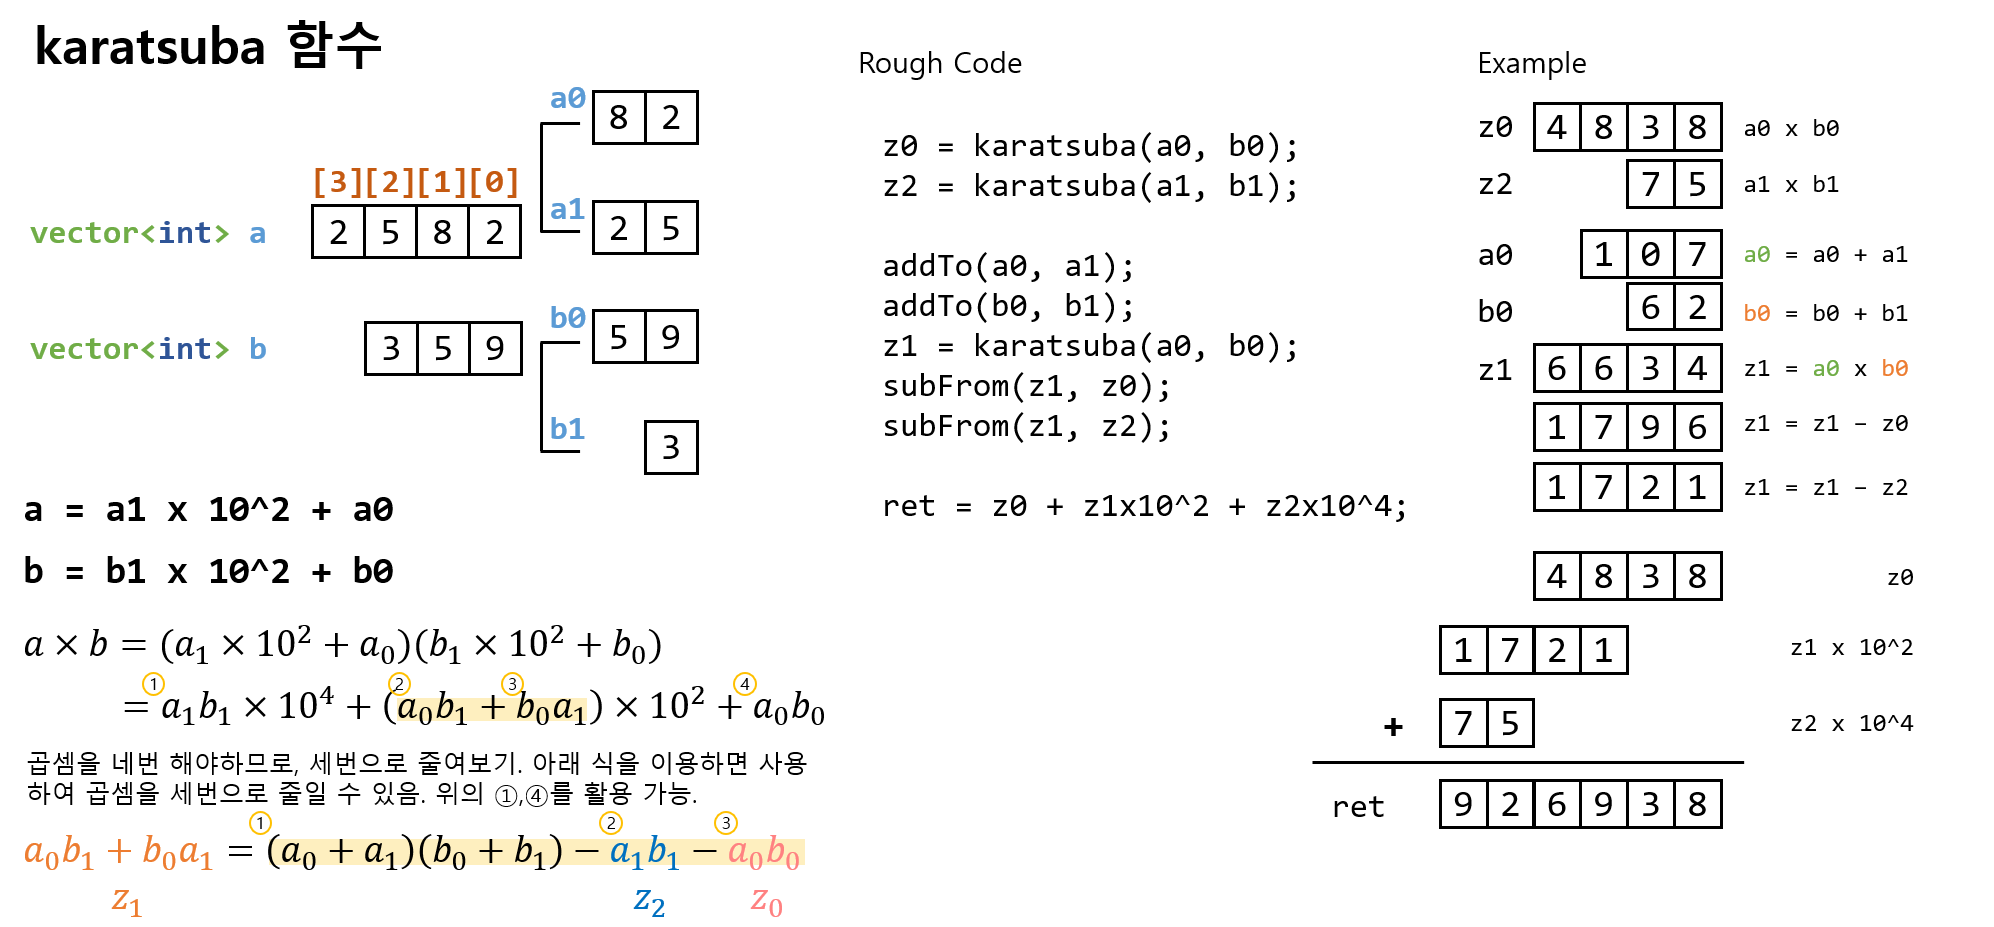 karatsuba 함수
a0 8 2
[3][2][1][0]
vector<int> a 2 5 8 2
a1 2 5
b0 5 9
vector<int> b 3 5 9
b1 3
a = a1 x 10^2 + a0
b = b1 x 10^2 + b0
a × b = (a₁ × 10² + a₀)(b₁ × 10² + b₀)
① ② ③ ④
= a₁b₁ × 10⁴ + (a₀b₁ + b₀a₁) × 10² + a₀b₀
곱셈을 네번 해야하므로, 세번으로 줄여보기. 아래 식을 이용하면 사용
하여 곱셈을 세번으로 줄일 수 있음. 위의 ①,④를 활용 가능.
① ② ③
a₀b₁ + b₀a₁ = (a₀ + a₁)(b₀ + b₁) − a₁b₁ − a₀b₀
z₁ z₂ z₀
Rough Code
z0 = karatsuba(a0, b0);
z2 = karatsuba(a1, b1);
addTo(a0, a1);
addTo(b0, b1);
z1 = karatsuba(a0, b0);
subFrom(z1, z0);
subFrom(z1, z2);
ret = z0 + z1x10^2 + z2x10^4;
Example
z0 4 8 3 8 a0 x b0
z2 7 5 a1 x b1
a0 1 0 7 a0 = a0 + a1
b0 6 2 b0 = b0 + b1
z1 6 6 3 4 z1 = a0 x b0
1 7 9 6 z1 = z1 – z0
1 7 2 1 z1 = z1 – z2
4 8 3 8 z0
1 7 2 1 z1 x 10^2
+ 7 5 z2 x 10^4
ret 9 2 6 9 3 8